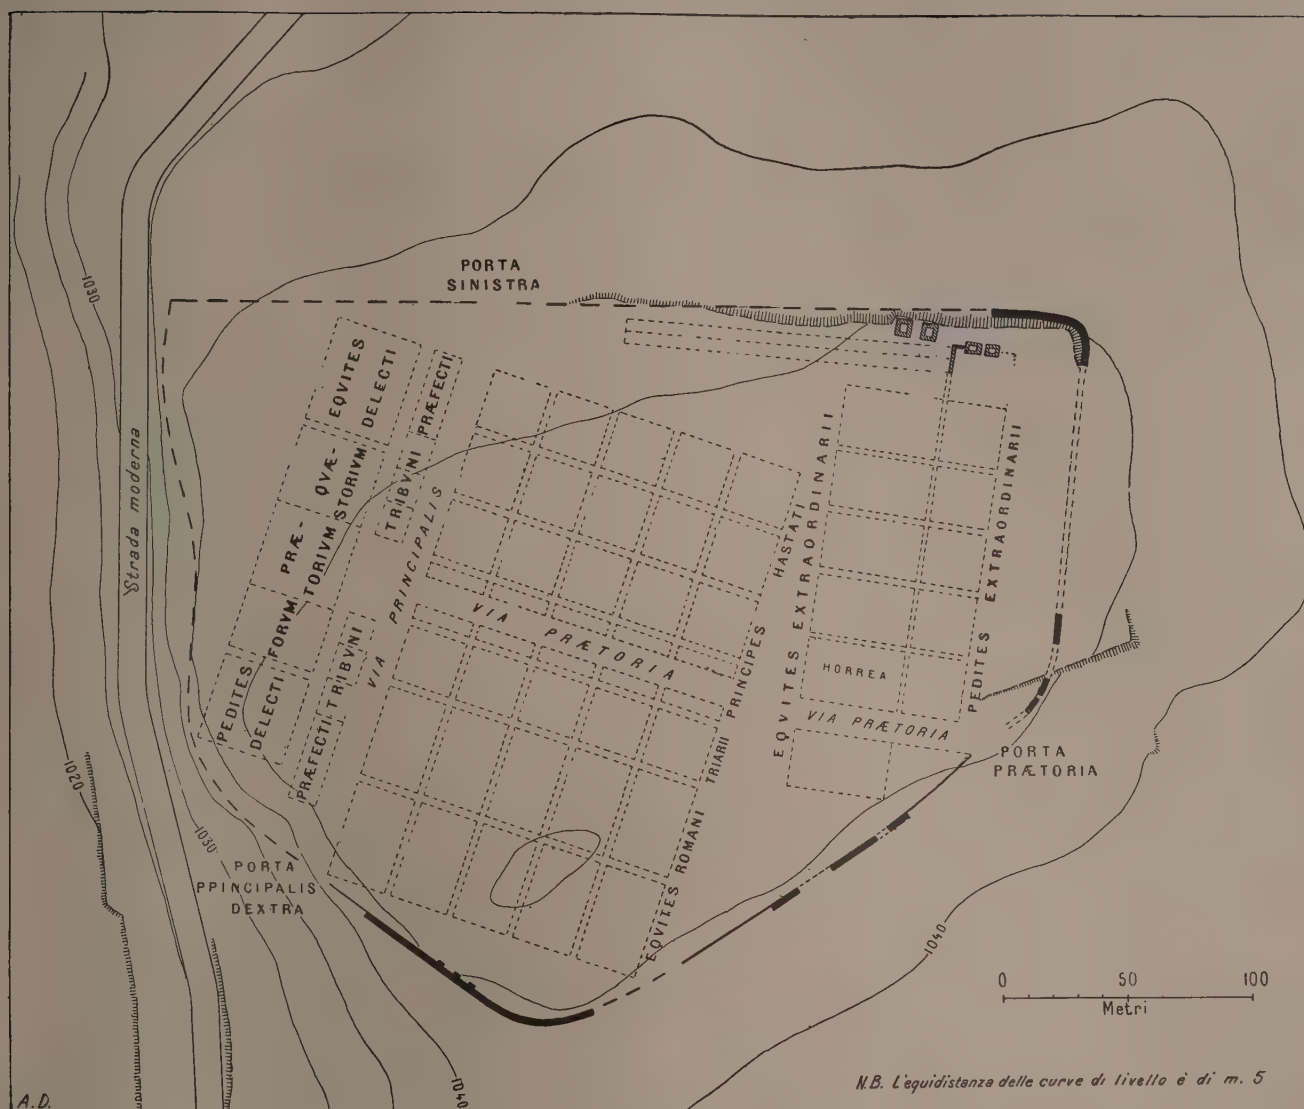 PORTA
SINISTRA
1030
Strada moderna
EQVITES
DELECTI
PRÆFECTI
TRIBVNI
QVÆ-
STORIVM
PRÆ-
TORIVM
FORVM
PEDITES
DELECTI
TRIBVNI
PRÆFECTI
VIA PRINCIPALIS
VIA PRÆTORIA
HASTATI
PRINCIPES
TRIARII
EQVITES ROMANI
EQVITES EXTRAORDINARII
PEDITES EXTRAORDINARII
HORREA
VIA PRÆTORIA
PORTA
PRÆTORIA
1020
1030
PORTA
PPINCIPALIS
DEXTRA
1040
1040
0 50 100
Metri
N.B. L'equidistanza delle curve di livello è di m. 5
A.D.